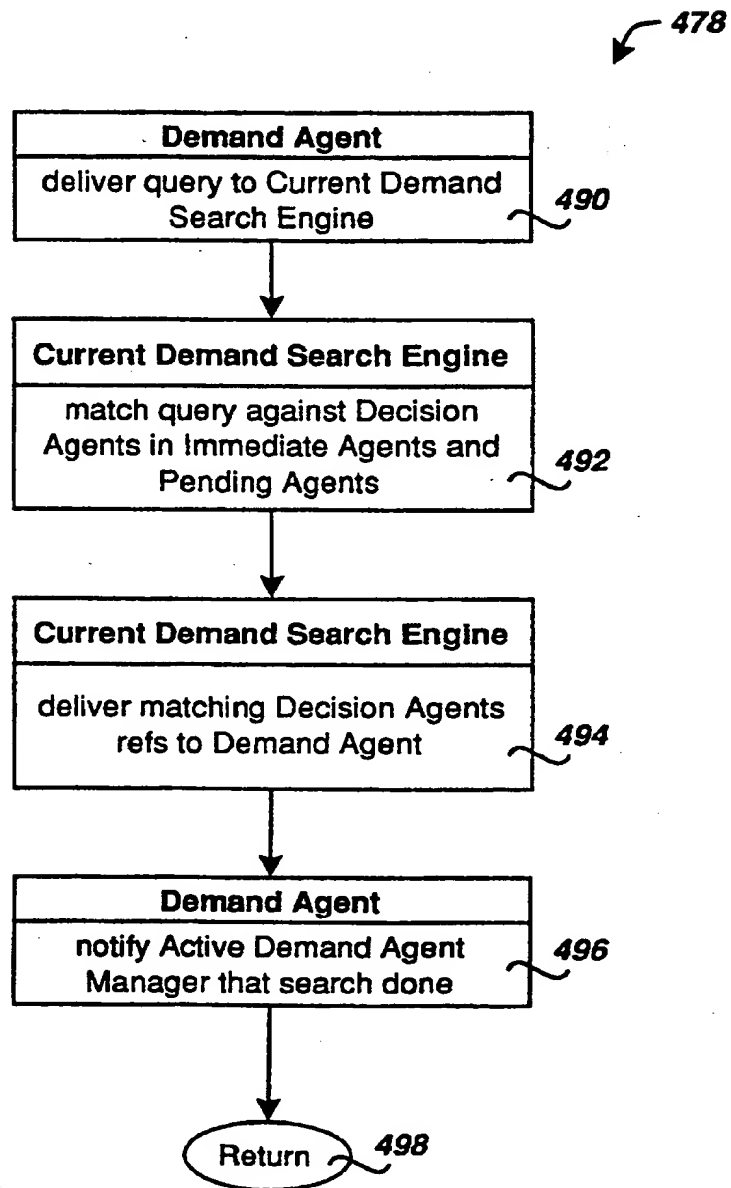 478
Demand Agent
deliver query to Current Demand
Search Engine
490
Current Demand Search Engine
match query against Decision
Agents in Immediate Agents and
Pending Agents
492
Current Demand Search Engine
deliver matching Decision Agents
refs to Demand Agent
494
Demand Agent
notify Active Demand Agent
Manager that search done
496
Return
498